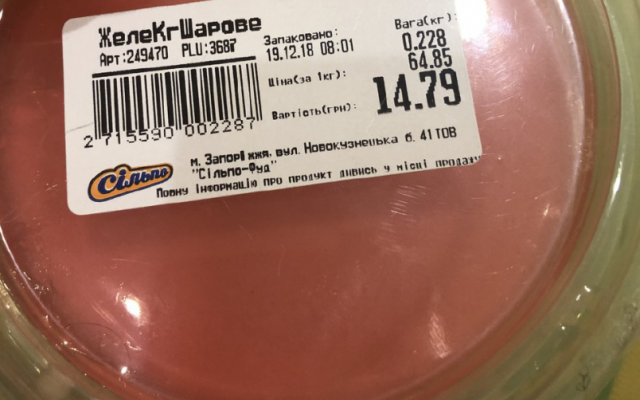 ЖелеКгШарове
Арт:249470 PLU:3687
Запаковано:
19.12.18 08:01
Вага(кг):
0.228
64.85
Ціна(за 1кг):
Вартість(грн):
14.79
2 715590 002287
м. Запоріжжя, вул. Новокузнецька б. 41 ТОВ
"Сільпо-Фуд"
Повну інформацію про продукт дивись у місці продажу
Сільпо